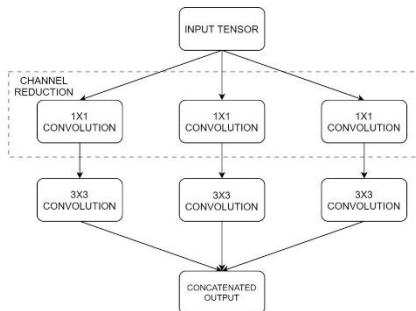 INPUT TENSOR
CHANNEL
REDUCTION
1X1
CONVOLUTION
1X1
CONVOLUTION
1X1
CONVOLUTION
3X3
CONVOLUTION
3X3
CONVOLUTION
3X3
CONVOLUTION
CONCATENATED
OUTPUT